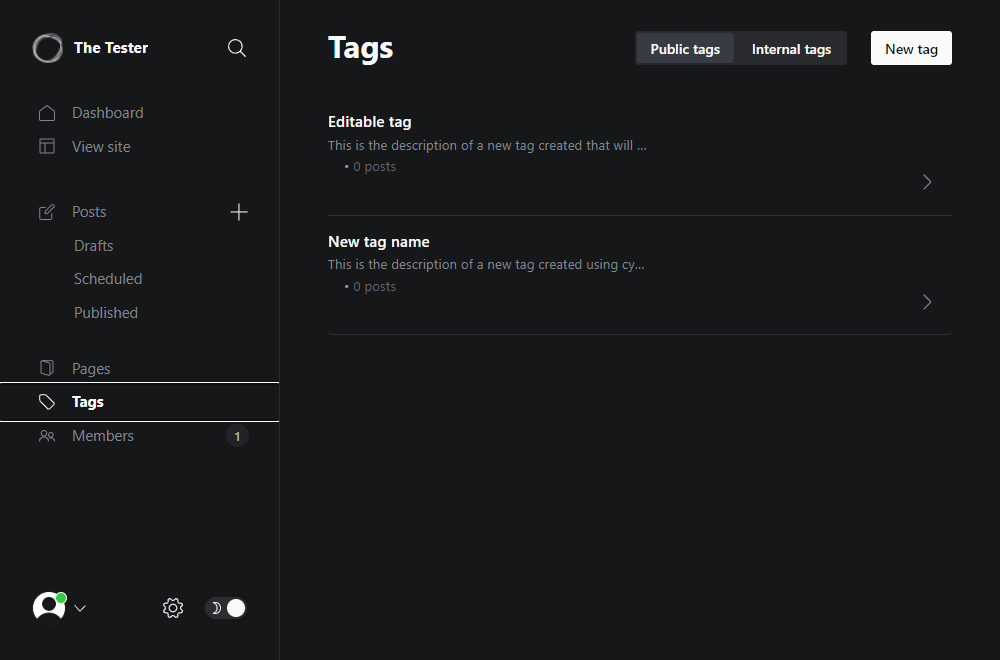 The Tester
Dashboard
View site
Posts
Drafts
Scheduled
Published
Pages
Tags
Members
1
Tags
Public tags
Internal tags
New tag
Editable tag
This is the description of a new tag created that will ...
• 0 posts
New tag name
This is the description of a new tag created using cy...
• 0 posts